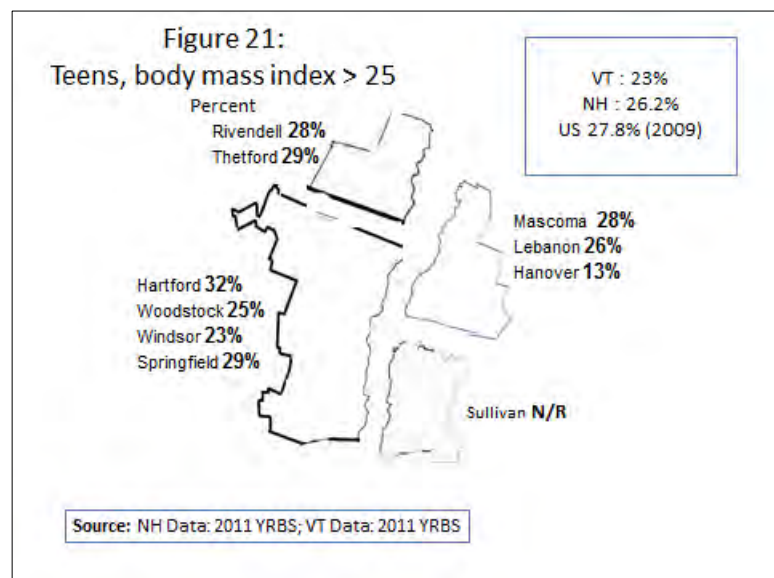 Figure 21:
Teens, body mass index > 25
Percent
Rivendell 28%
Thetford 29%
VT : 23%
NH : 26.2%
US 27.8% (2009)
Mascoma 28%
Lebanon 26%
Hanover 13%
Hartford 32%
Woodstock 25%
Windsor 23%
Springfield 29%
Sullivan N/R
Source: NH Data: 2011 YRBS; VT Data: 2011 YRBS